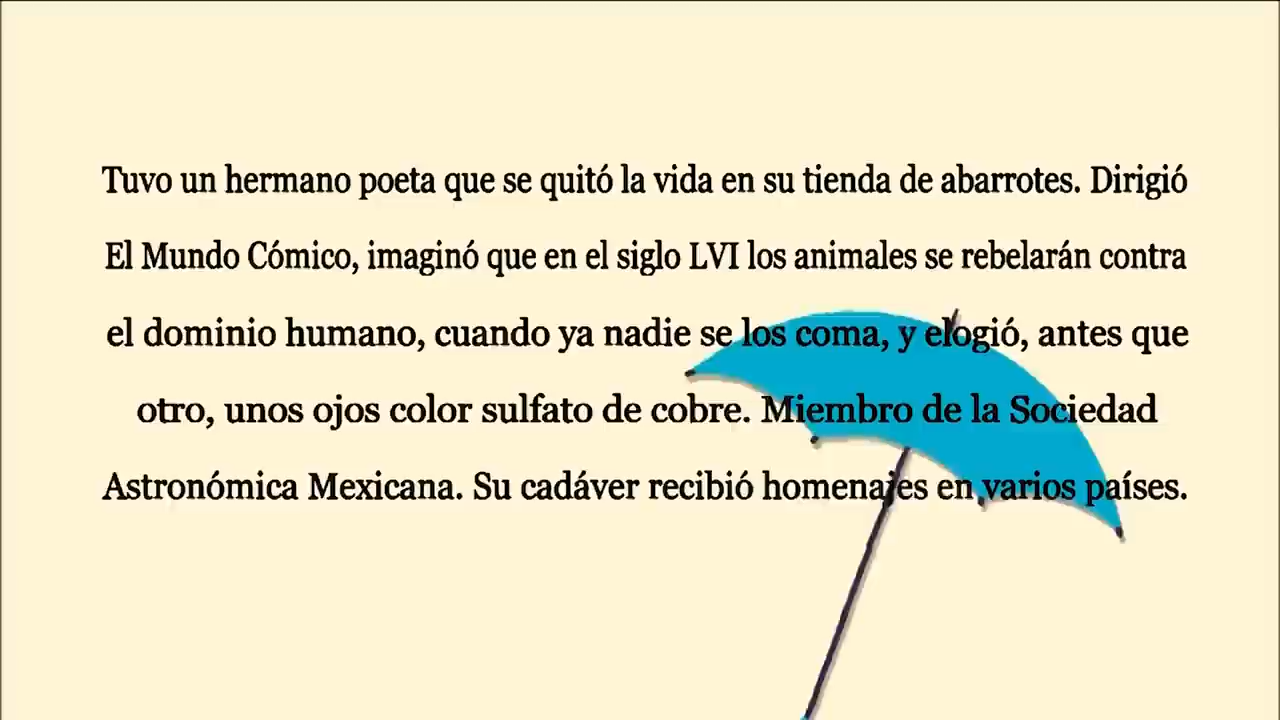 Tuvo un hermano poeta que se quitó la vida en su tienda de abarrotes. Dirigió
El Mundo Cómico, imaginó que en el siglo LVI los animales se rebelarán contra
el dominio humano, cuando ya nadie se los coma, y elogió, antes que
otro, unos ojos color sulfato de cobre. Miembro de la Sociedad
Astronómica Mexicana. Su cadáver recibió homenajes en varios países.